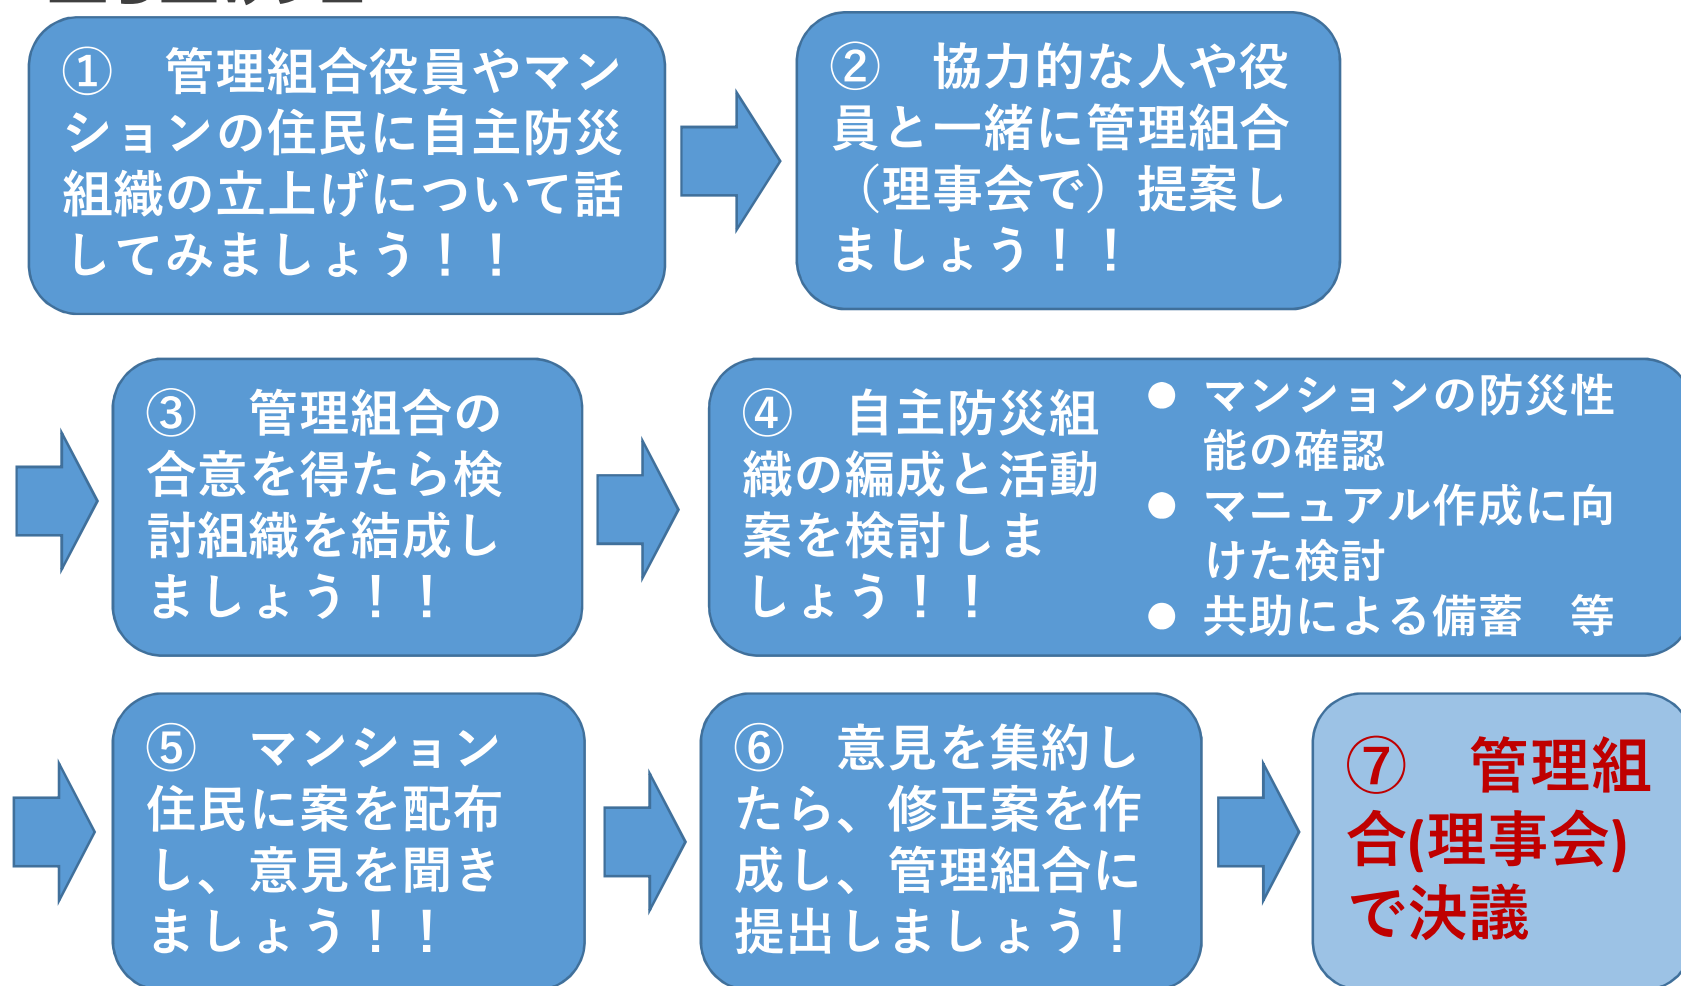 ①　管理組合役員やマン
ションの住民に自主防災
組織の立上げについて話
してみましょう！！
②　協力的な人や役
員と一緒に管理組合
（理事会で）提案し
ましょう！！
③　管理組合の
合意を得たら検
討組織を結成し
ましょう！！
④　自主防災組
織の編成と活動
案を検討しま
しょう！！
● マンションの防災性
能の確認
● マニュアル作成に向
けた検討
● 共助による備蓄　等
⑤　マンション
住民に案を配布
し、意見を聞き
ましょう！！
⑥　意見を集約し
たら、修正案を作
成し、管理組合に
提出しましょう！
⑦　管理組
合(理事会)
で決議